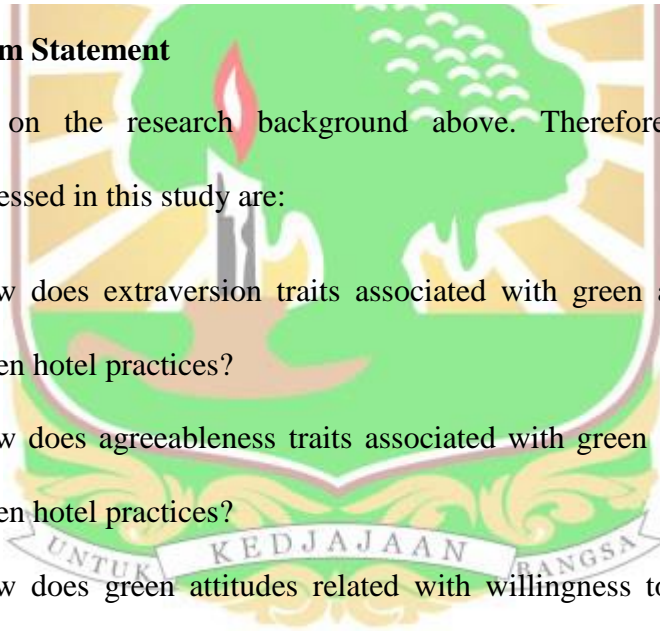 m Statement
on the research background above. Therefore
essed in this study are:
w does extraversion traits associated with green a
en hotel practices?
w does agreeableness traits associated with green
en hotel practices?
UNTUK KEDJAJAAN BANGSA
w does green attitudes related with willingness to